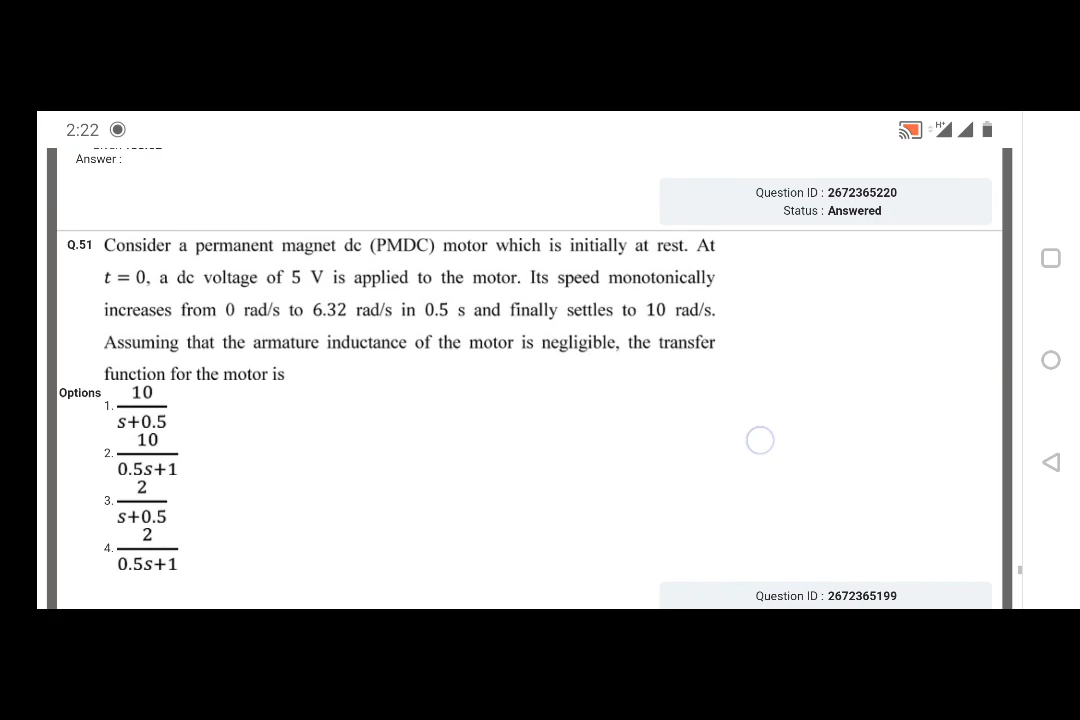 2:22
H+
Answer :
Question ID : 2672365220
Status : Answered
Q.51 Consider a permanent magnet dc (PMDC) motor which is initially at rest. At
t = 0, a dc voltage of 5 V is applied to the motor. Its speed monotonically
increases from 0 rad/s to 6.32 rad/s in 0.5 s and finally settles to 10 rad/s.
Assuming that the armature inductance of the motor is negligible, the transfer
function for the motor is
Options
1. 10
s+0.5
2. 10
0.5s+1
3. 2
s+0.5
4. 2
0.5s+1
Question ID : 2672365199